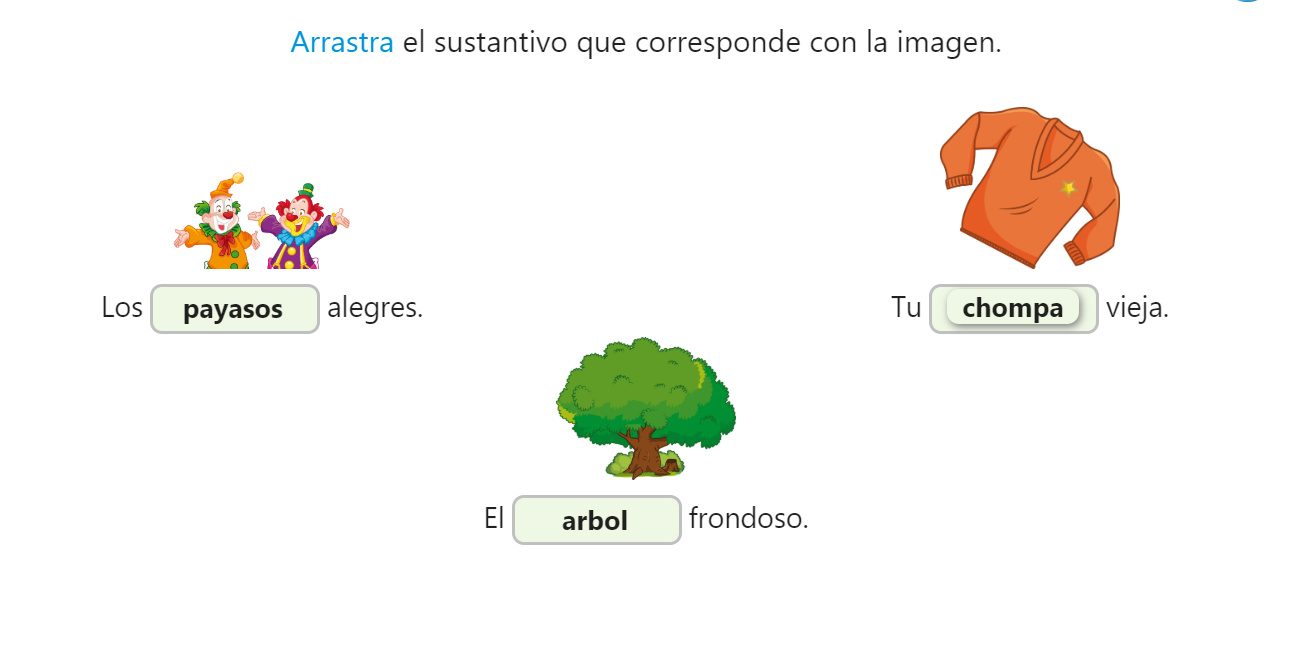 Arrastra el sustantivo que corresponde con la imagen.
Los payasos alegres.
Tu chompa vieja.
El arbol frondoso.